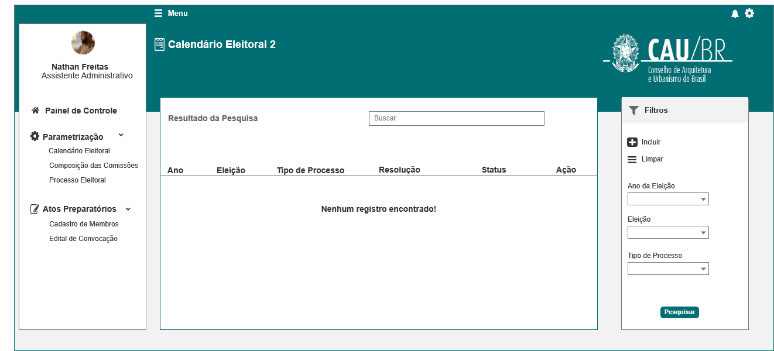 Menu
Calendário Eleitoral 2
CAU/BR
Conselho de Arquitetura
e Urbanismo do Brasil
Nathan Freitas
Assistente Administrativo
Painel de Controle
Parametrização
Calendário Eleitoral
Composição das Comissões
Processo Eleitoral
Atos Preparatórios
Cadastro de Membros
Edital de Convocação
Resultado da Pesquisa
Buscar
Ano Eleição Tipo de Processo Resolução Status Ação
Nenhum registro encontrado!
Filtros
Incluir
Limpar
Ano da Eleição
Eleição
Tipo de Processo
Pesquisar